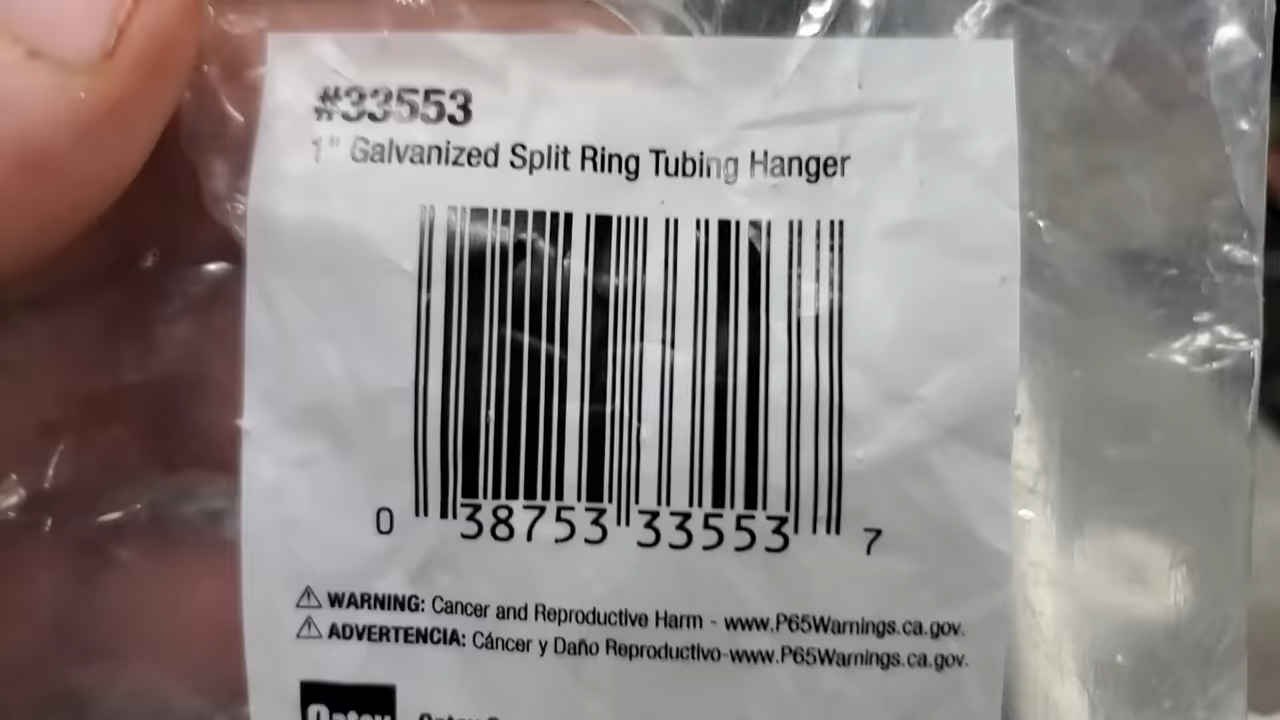 #33553
1" Galvanized Split Ring Tubing Hanger
0 38753 33553 7
⚠ WARNING: Cancer and Reproductive Harm - www.P65Warnings.ca.gov.
⚠ ADVERTENCIA: Cáncer y Daño Reproductivo-www.P65Warnings.ca.gov.